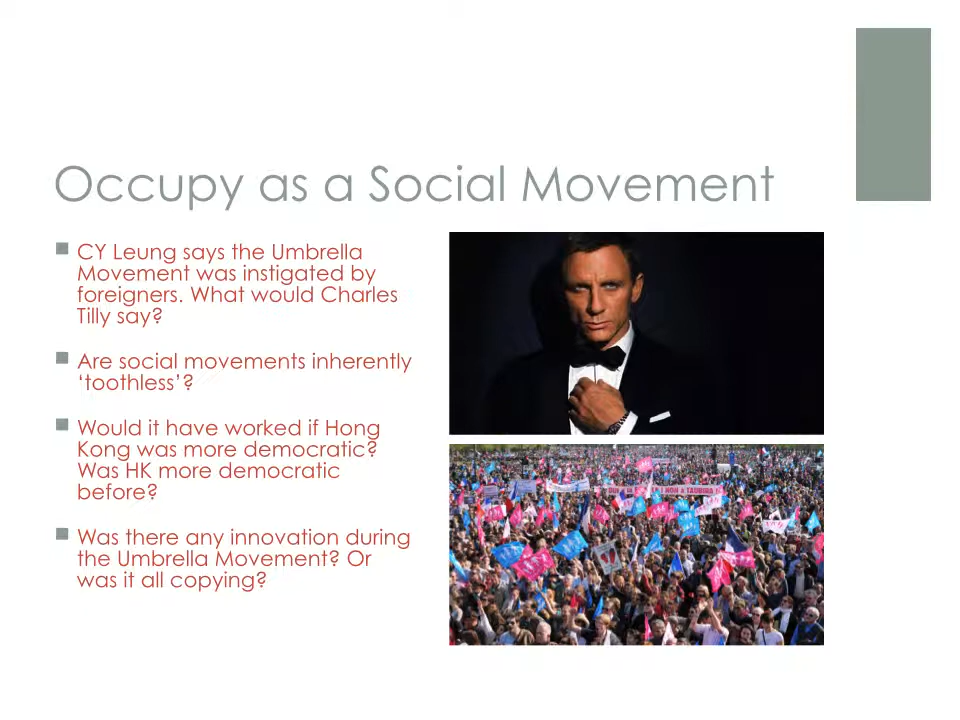 Occupy as a Social Movement
CY Leung says the Umbrella
Movement was instigated by
foreigners. What would Charles
Tilly say?
Are social movements inherently
‘toothless’?
Would it have worked if Hong
Kong was more democratic?
Was HK more democratic
before?
Was there any innovation during
the Umbrella Movement? Or
was it all copying?
NON A TAUBIRA